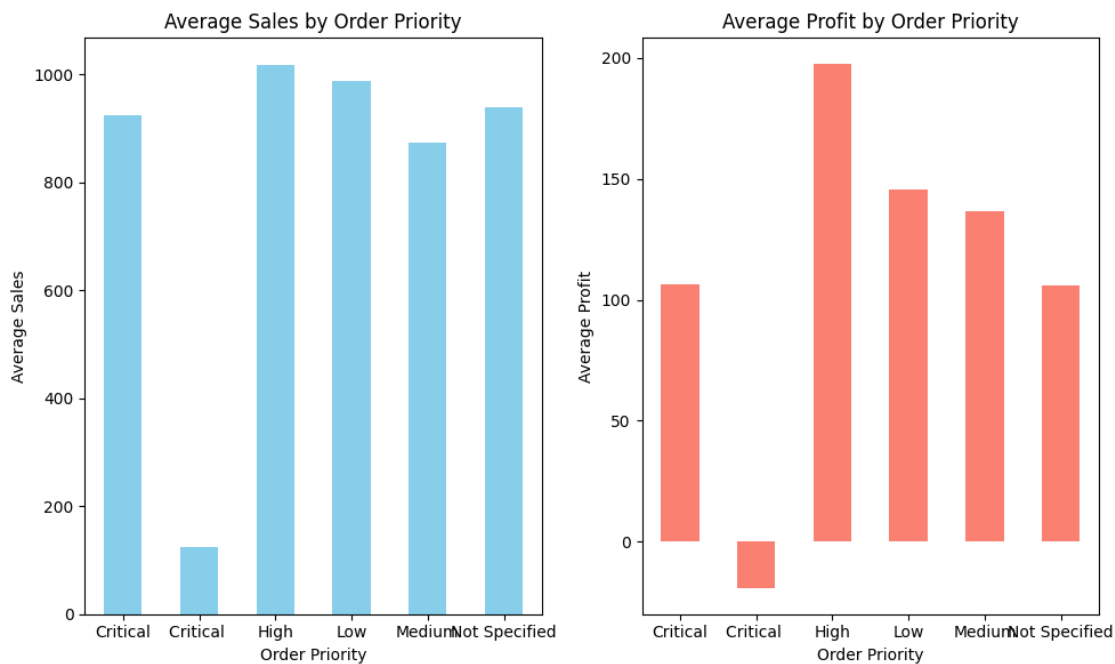 Average Sales by Order Priority
Average Sales
1000
800
600
400
200
0
Critical Critical High Low Medium Not Specified
Order Priority
Average Profit by Order Priority
Average Profit
200
150
100
50
0
Critical Critical High Low Medium Not Specified
Order Priority